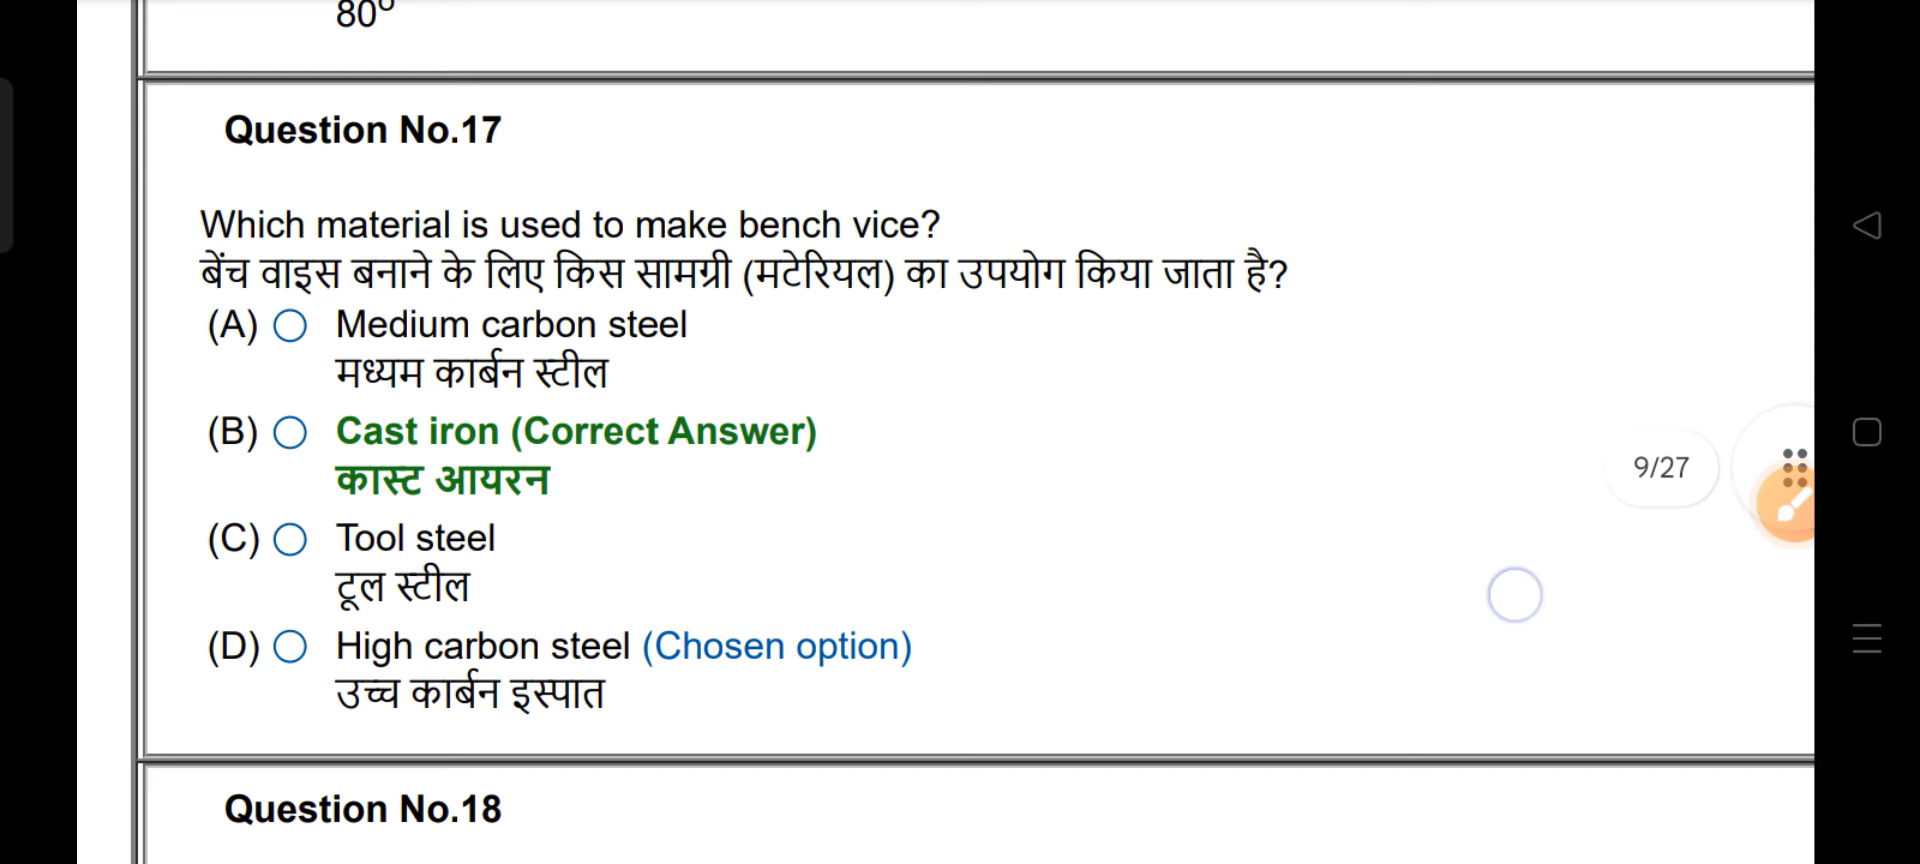 80⁰
Question No.17
Which material is used to make bench vice?
बेंच वाइस बनाने के लिए किस सामग्री (मटेरियल) का उपयोग किया जाता है?
(A) Medium carbon steel
मध्यम कार्बन स्टील
(B) Cast iron (Correct Answer)
कास्ट आयरन
9/27
(C) Tool steel
टूल स्टील
(D) High carbon steel (Chosen option)
उच्च कार्बन इस्पात
Question No.18